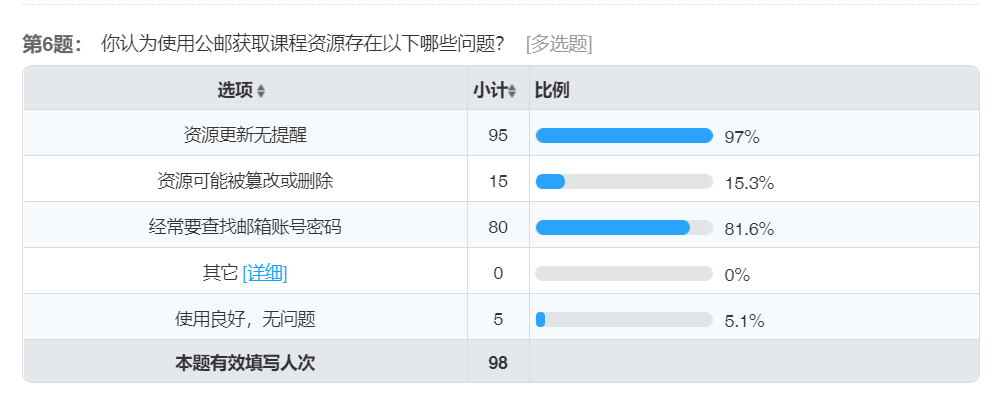 第6题： 你认为使用公邮获取课程资源存在以下哪些问题? [多选题]
选项 小计 比例
资源更新无提醒 95 97%
资源可能被篡改或删除 15 15.3%
经常要查找邮箱账号密码 80 81.6%
其它 [详细] 0 0%
使用良好，无问题 5 5.1%
本题有效填写人次 98